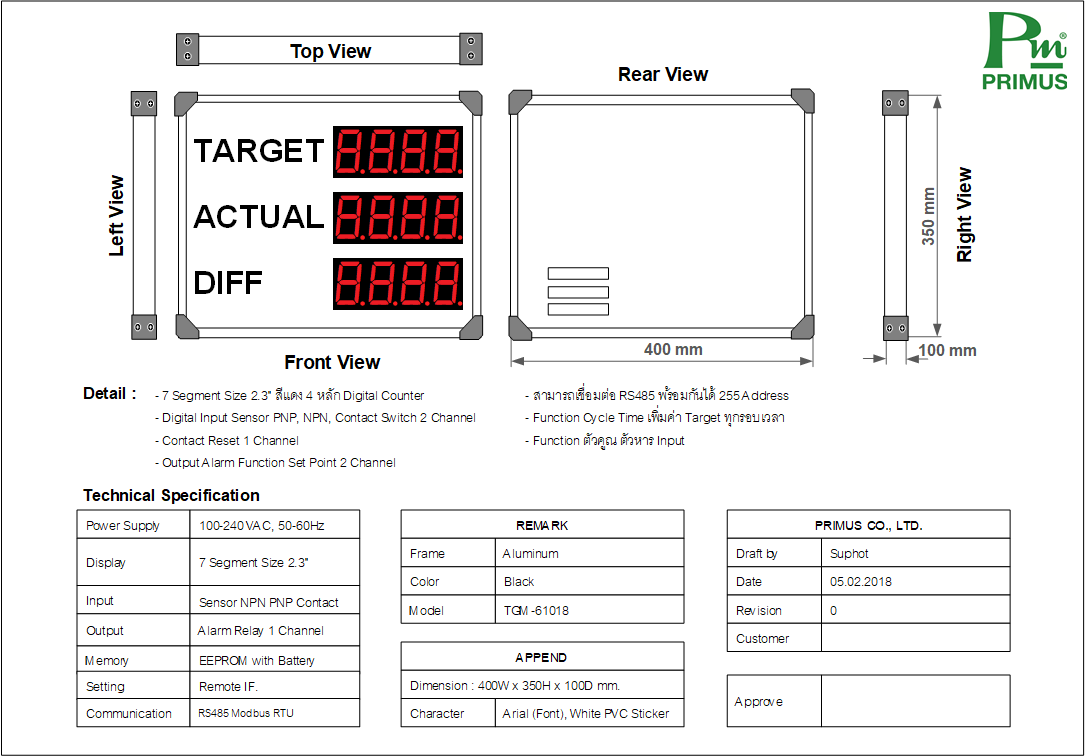 Top View
Rear View
Pm®
PRIMUS
Left View
TARGET 8.8.8.8.
ACTUAL 8.8.8.8.
DIFF 8.8.8.8.
Front View
400 mm
350 mm
Right View
100 mm
Detail :
- 7 Segment Size 2.3" สีแดง 4 หลัก Digital Counter
- Digital Input Sensor PNP, NPN, Contact Switch 2 Channel
- Contact Reset 1 Channel
- Output Alarm Function Set Point 2 Channel
- สามารถเชื่อมต่อ RS485 พร้อมกันได้ 255 Address
- Function Cycle Time เพิ่มค่า Target ทุกรอบเวลา
- Function ตัวคูณ ตัวหาร Input
Technical Specification
Power Supply 100-240 VAC, 50-60Hz
Display 7 Segment Size 2.3"
Input Sensor NPN PNP Contact
Output Alarm Relay 1 Channel
Memory EEPROM with Battery
Setting Remote IF.
Communication RS485 Modbus RTU
REMARK
Frame Aluminum
Color Black
Model TGM-61018
APPEND
Dimension : 400W x 350H x 100D mm.
Character Arial (Font), White PVC Sticker
PRIMUS CO., LTD.
Draft by Suphot
Date 05.02.2018
Revision 0
Customer
Approve